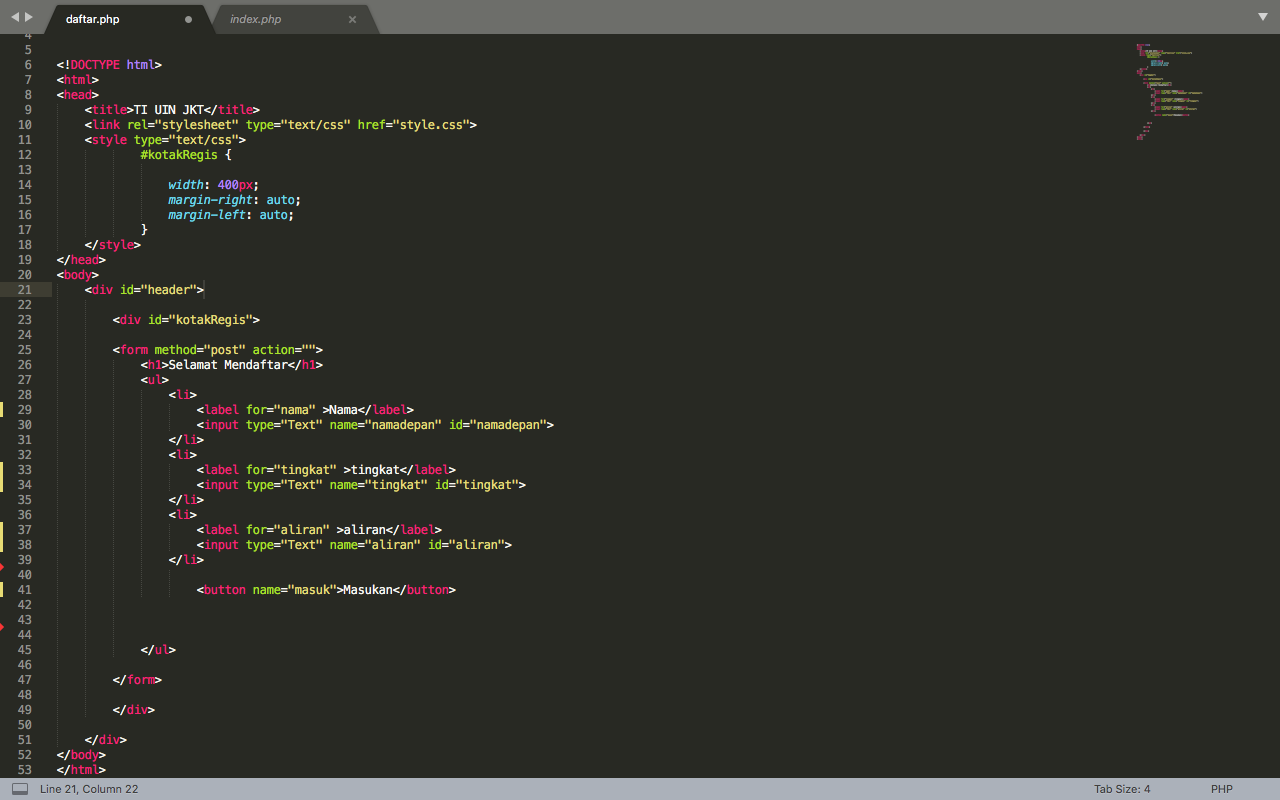 daftar.php
index.php
4
5
6 <!DOCTYPE html>
7 <html>
8 <head>
9 <title>TI UIN JKT</title>
10 <link rel="stylesheet" type="text/css" href="style.css">
11 <style type="text/css">
12 #kotakRegis {
13
14 width: 400px;
15 margin-right: auto;
16 margin-left: auto;
17 }
18 </style>
19 </head>
20 <body>
21 <div id="header">
22
23 <div id="kotakRegis">
24
25 <form method="post" action="">
26 <h1>Selamat Mendaftar</h1>
27 <ul>
28 <li>
29 <label for="nama" >Nama</label>
30 <input type="Text" name="namadepan" id="namadepan">
31 </li>
32 <li>
33 <label for="tingkat" >tingkat</label>
34 <input type="Text" name="tingkat" id="tingkat">
35 </li>
36 <li>
37 <label for="aliran" >aliran</label>
38 <input type="Text" name="aliran" id="aliran">
39 </li>
40
41 <button name="masuk">Masukan</button>
42
43
44
45 </ul>
46
47 </form>
48
49 </div>
50
51 </div>
52 </body>
53 </html>
Line 21, Column 22
Tab Size: 4
PHP